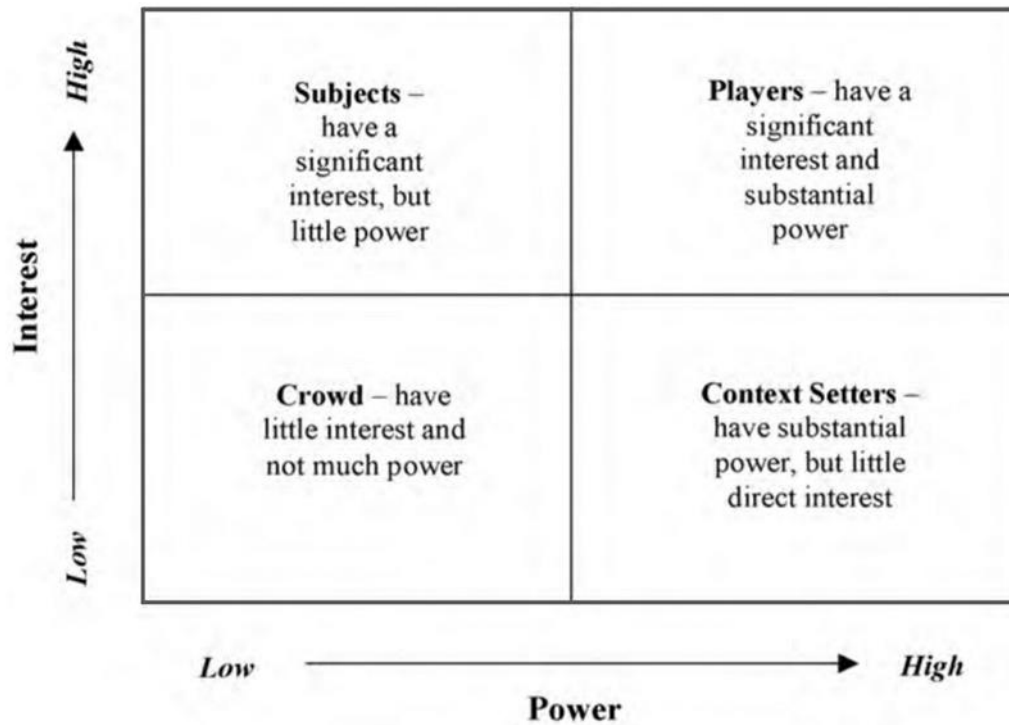 High
Interest
Low
Subjects –
have a
significant
interest, but
little power
Players – have a
significant
interest and
substantial
power
Crowd – have
little interest and
not much power
Context Setters –
have substantial
power, but little
direct interest
Low
High
Power